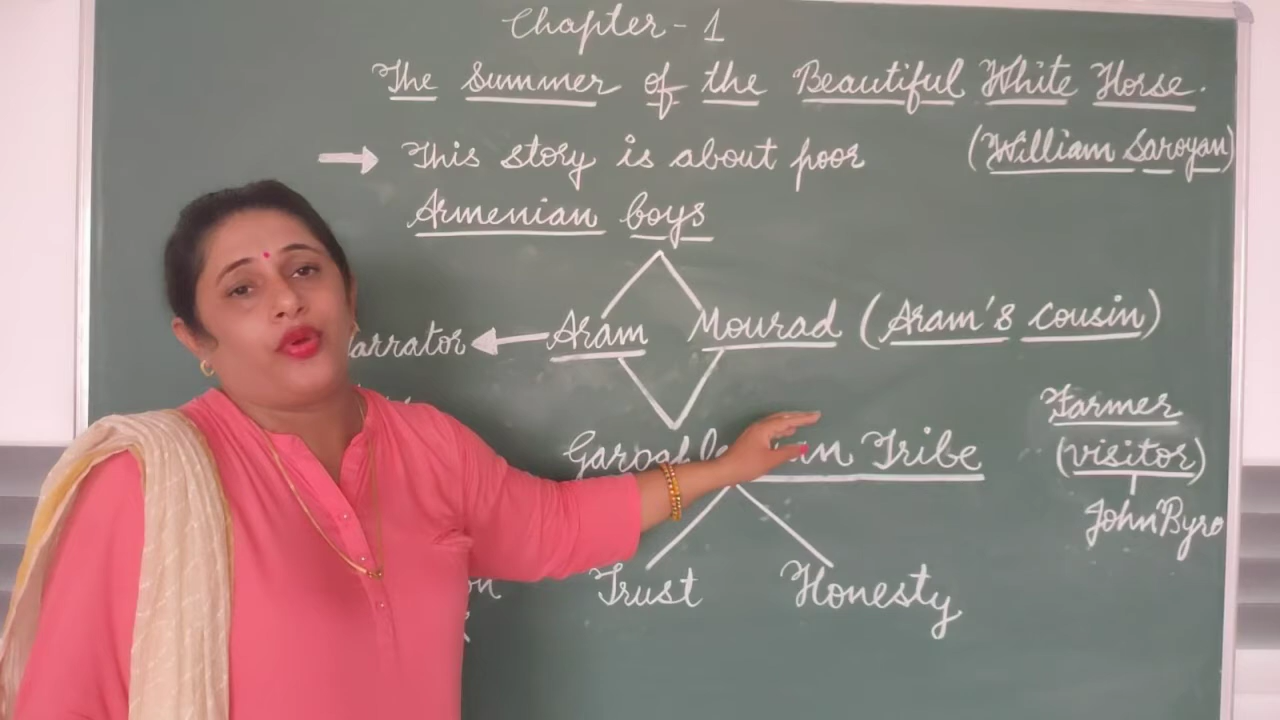 Chapter - 1
The Summer of the Beautiful White Horse.
(William Saroyan)
→ This story is about poor
Armenian boys
arrator ← Aram Mourad (Aram's cousin)
Farmer
(visitor)
Tribe
John Byro
Trust Honesty